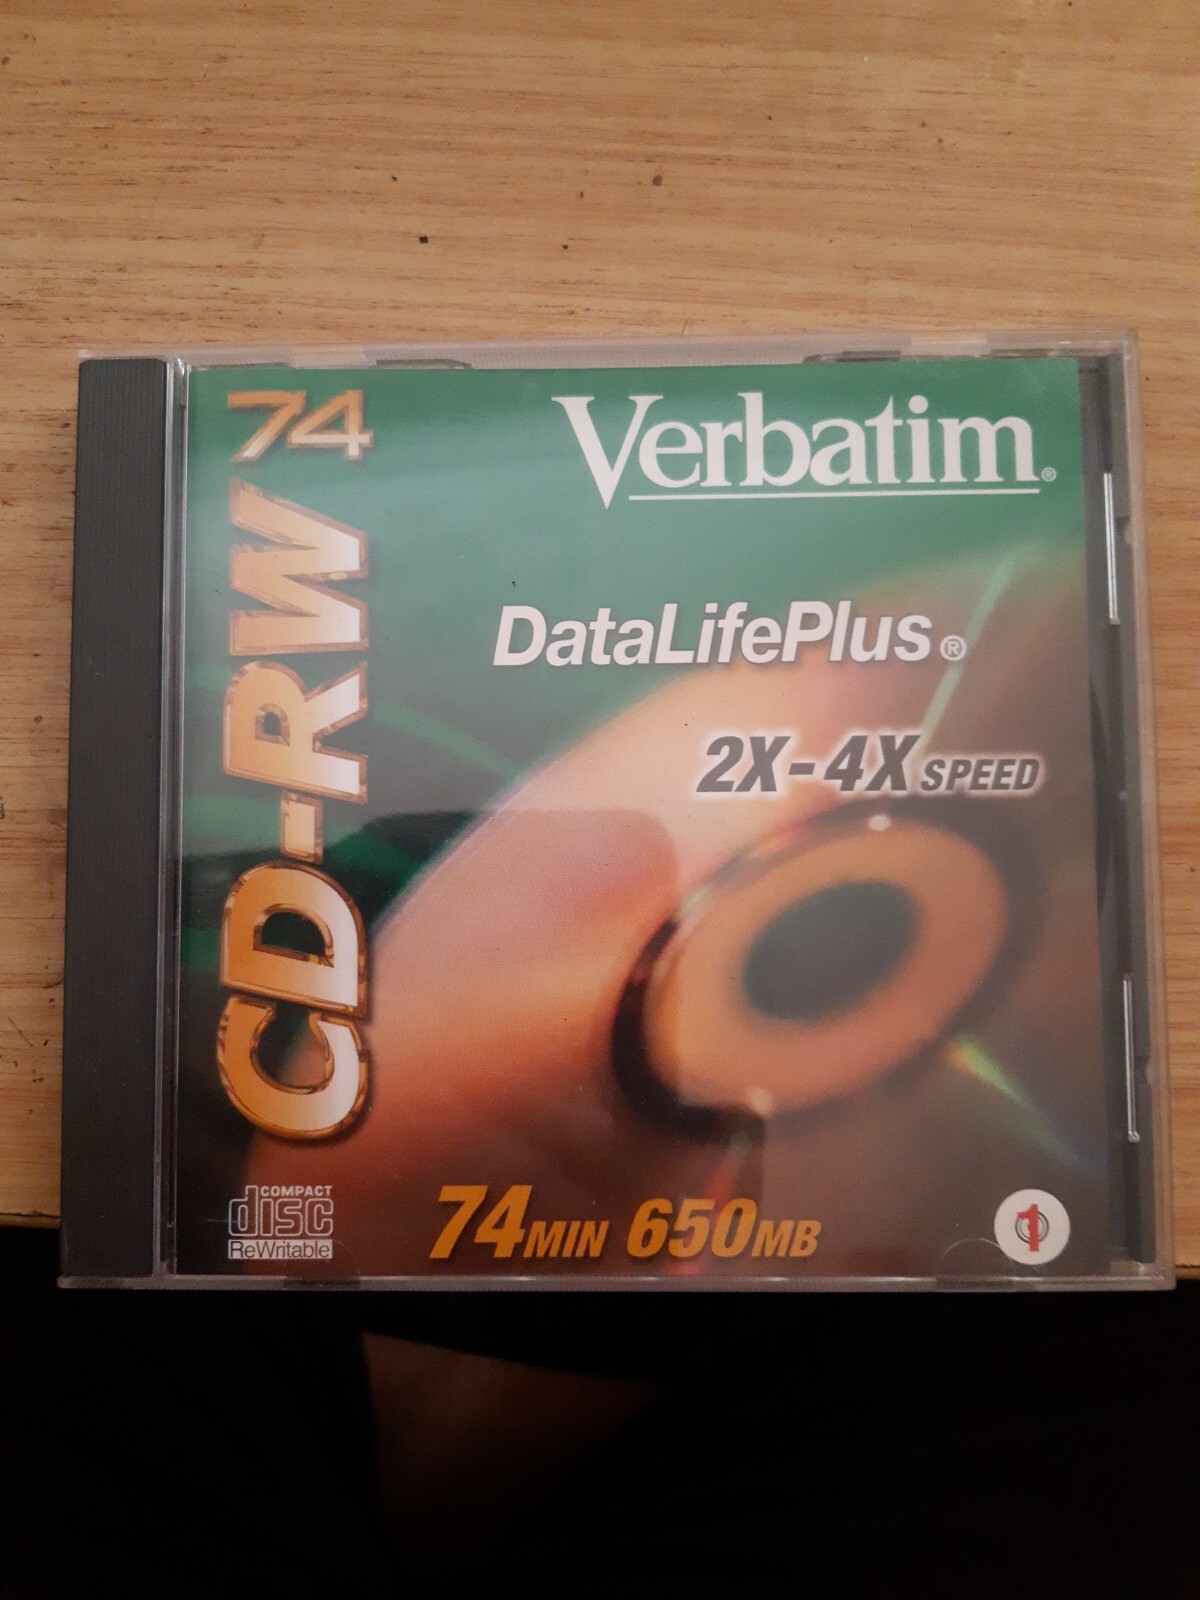 74
Verbatim®
CD-RW
DataLifePlus®
2X-4X SPEED
COMPACT
disc
ReWritable
74MIN 650MB
1